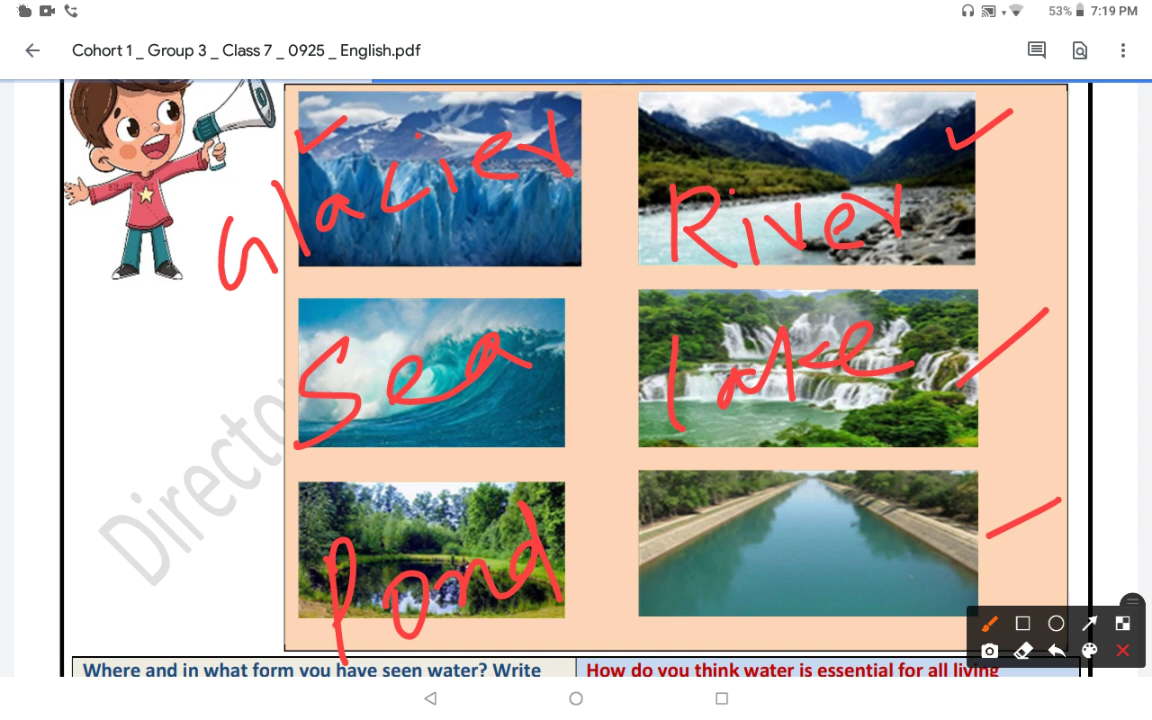 53% 7:19 PM
Cohort 1 _ Group 3 _ Class 7 _ 0925 _ English.pdf
Glacier
River
Sea
lake
Pond
Directo
Where and in what form you have seen water? Write
How do you think water is essential for all living